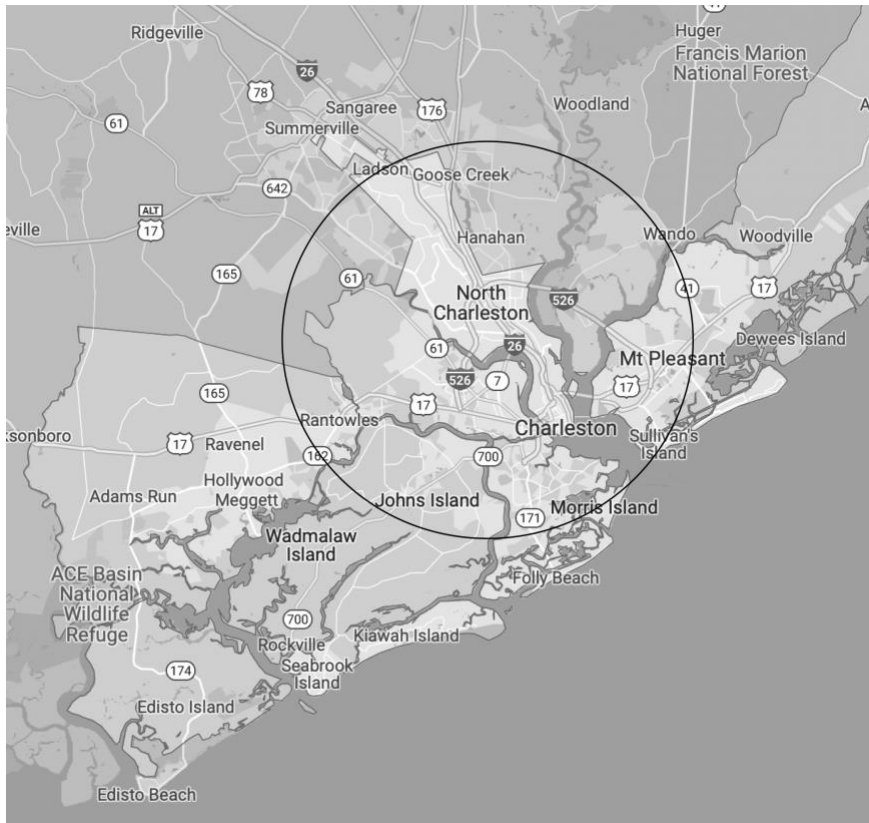 Ridgeville
Huger
Francis Marion
National Forest
26
78
Sangaree
176
Woodland
61
Summerville
Ladson
Goose Creek
642
ALT
17
eville
Hanahan
Wando
Woodville
165
61
41
17
North
Charleston
526
Dewees Island
26
61
Mt Pleasant
526
7
17
165
17
Rantowles
Charleston
Sullivan's
Island
ksonboro
17
Ravenel
162
700
Hollywood
Meggett
Adams Run
Johns Island
Morris Island
171
Wadmalaw
Island
ACE Basin
National
Wildlife
Refuge
Folly Beach
700
Rockville
Kiawah Island
Seabrook
Island
174
Edisto Island
Edisto Beach